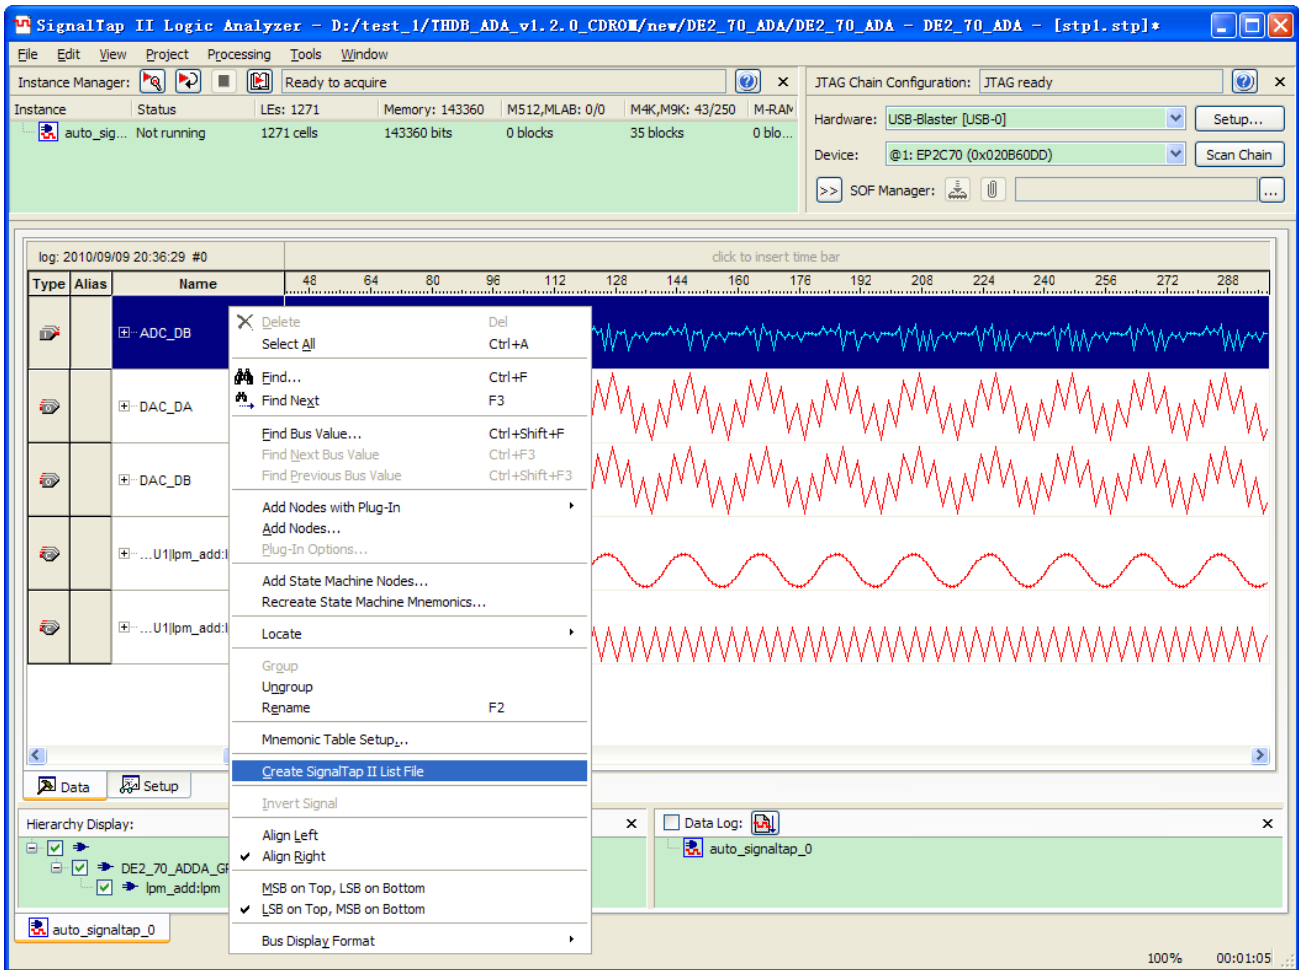 SignalTap II Logic Analyzer - D:/test_1/THDB_ADA_v1.2.0_CDROM/new/DE2_70_ADA/DE2_70_ADA - DE2_70_ADA - [stp1.stp]*
File Edit View Project Processing Tools Window
Instance Manager: Ready to acquire
JTAG Chain Configuration: JTAG ready
Instance Status LEs: 1271 Memory: 143360 M512,MLAB: 0/0 M4K,M9K: 43/250 M-RAM
auto_sig... Not running 1271 cells 143360 bits 0 blocks 35 blocks 0 blo...
Hardware: USB-Blaster [USB-0] Setup...
Device: @1: EP2C70 (0x020B60DD) Scan Chain
>> SOF Manager: ...
log: 2010/09/09 20:36:29 #0 click to insert time bar
Type Alias Name 48 64 80 96 112 128 144 160 176 192 208 224 240 256 272 288
ADC_DB
DAC_DA
DAC_DB
...U1|lpm_add:l
...U1|lpm_add:l
Delete Del
Select All Ctrl+A
Find... Ctrl+F
Find Next F3
Find Bus Value... Ctrl+Shift+F
Find Next Bus Value Ctrl+F3
Find Previous Bus Value Ctrl+Shift+F3
Add Nodes with Plug-In
Add Nodes...
Plug-In Options...
Add State Machine Nodes...
Recreate State Machine Mnemonics...
Locate
Group
Ungroup
Rename F2
Mnemonic Table Setup...
Create SignalTap II List File
Invert Signal
Align Left
Align Right
MSB on Top, LSB on Bottom
LSB on Top, MSB on Bottom
Bus Display Format
Data Setup
Hierarchy Display:
DE2_70_ADDA_GP
lpm_add:lpm
Data Log:
auto_signaltap_0
auto_signaltap_0
100% 00:01:05